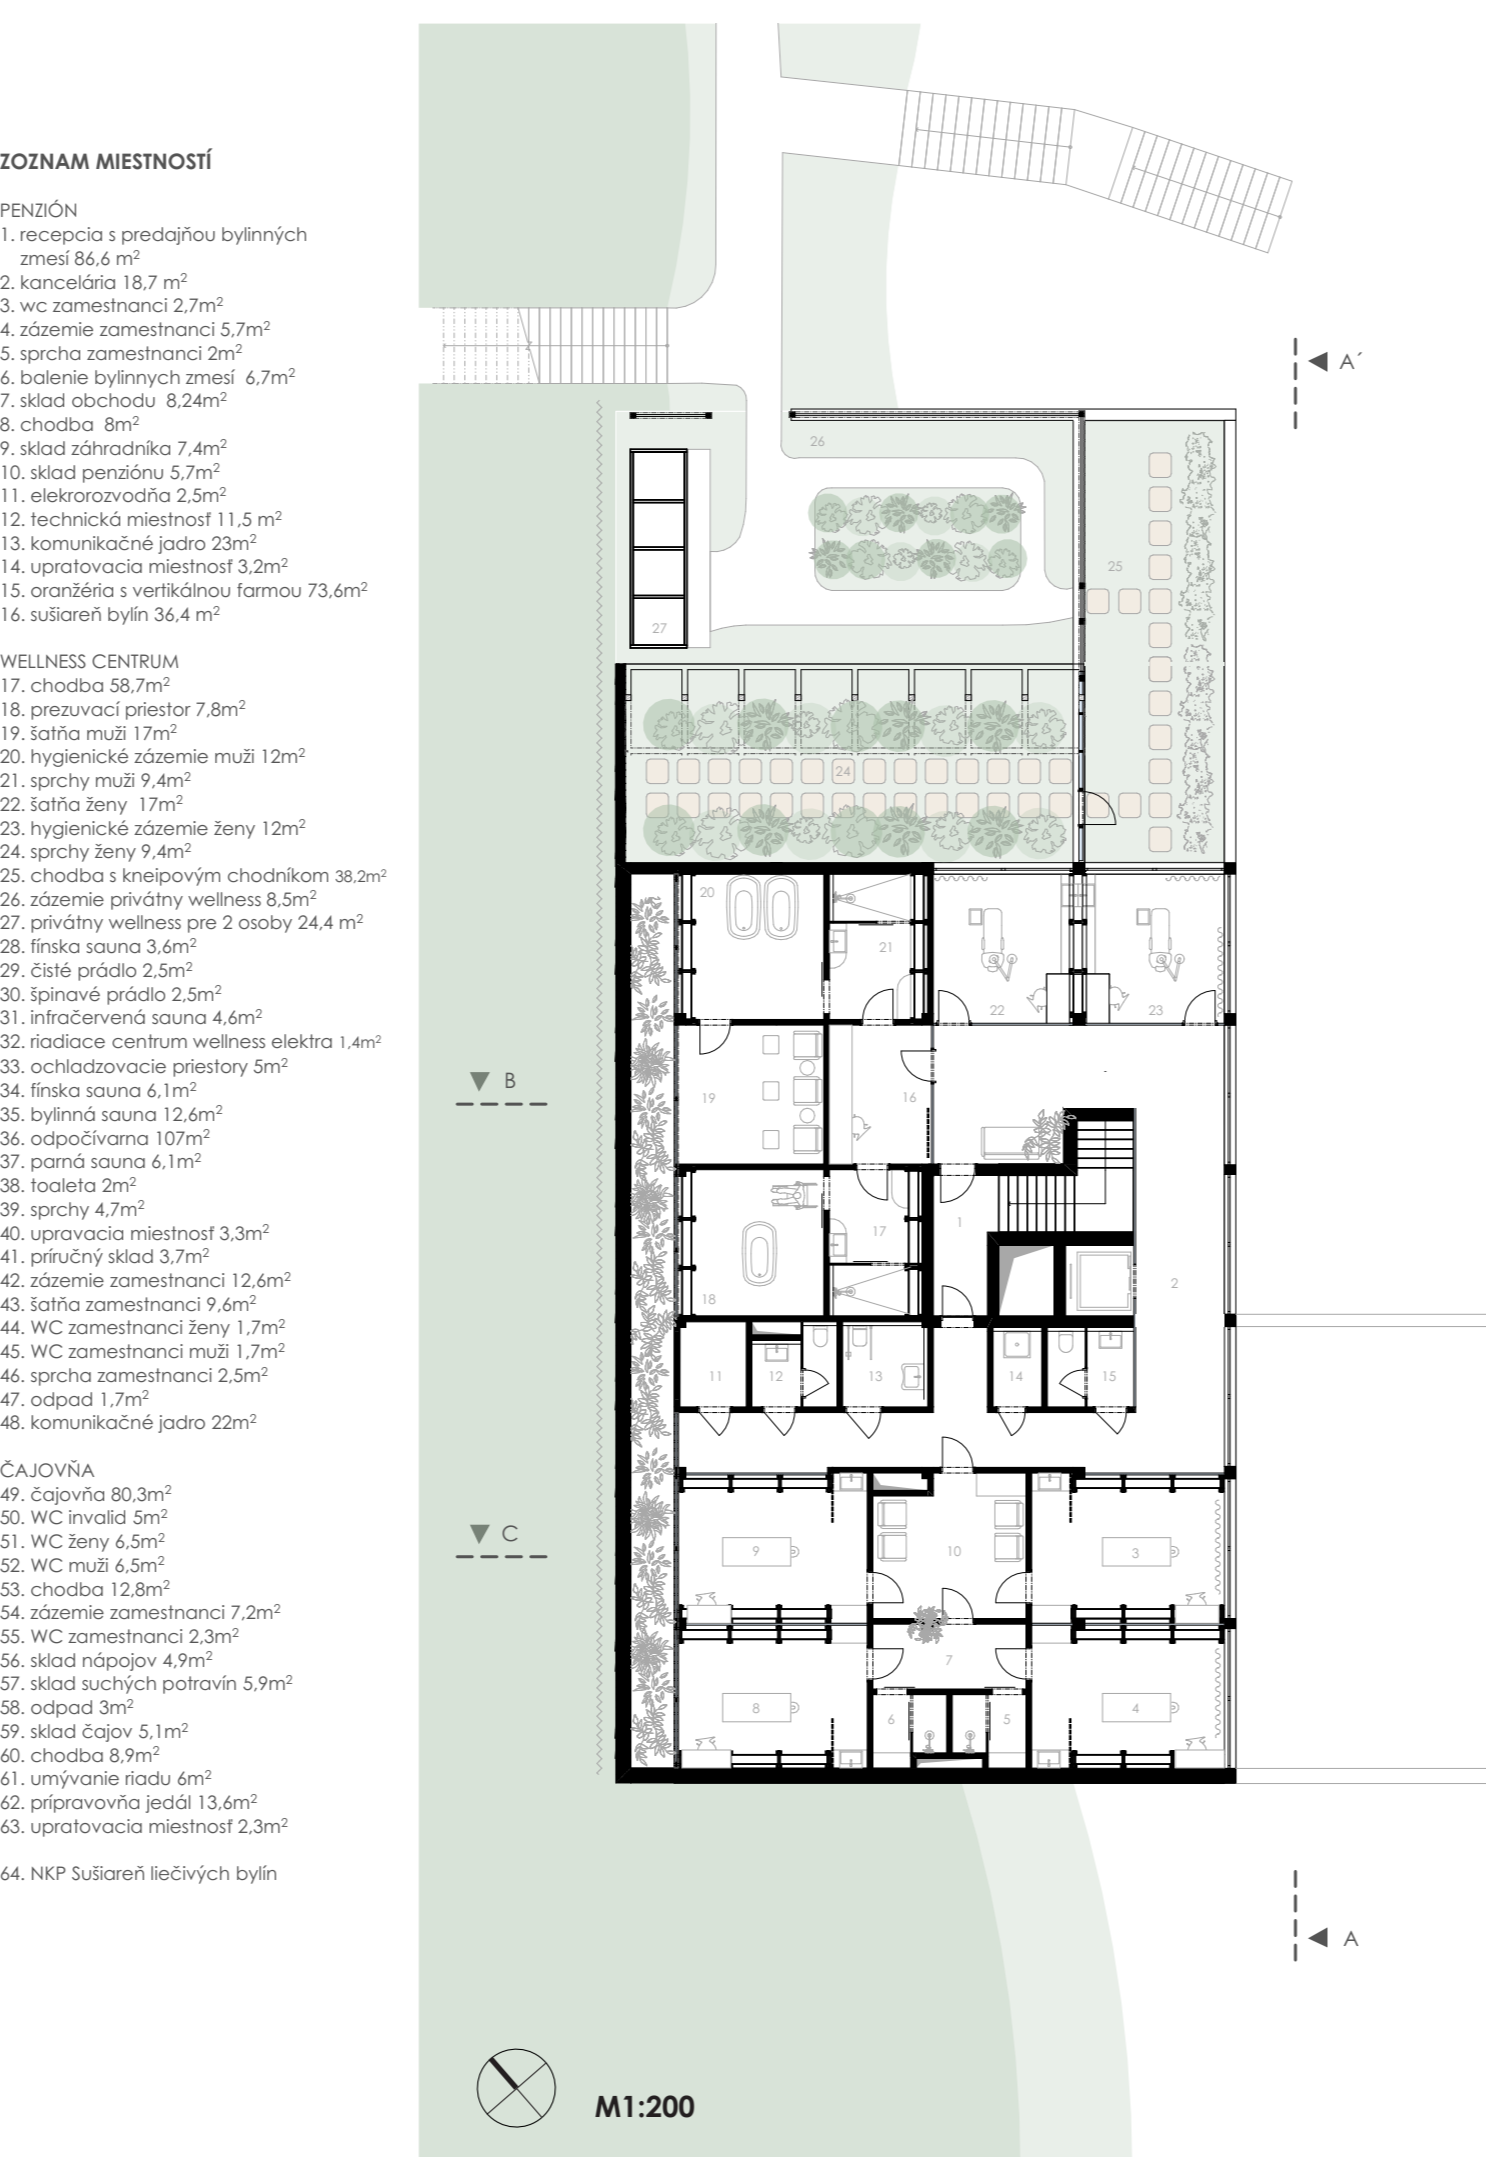 ZOZNAM MIESTNOSTÍ
PENZIÓN
1. recepcia s predajňou bylinných
zmesí 86,6 m²
2. kancelária 18,7 m²
3. wc zamestnanci 2,7m²
4. zázemie zamestnanci 5,7m²
5. sprcha zamestnanci 2m²
6. balenie bylinnych zmesí 6,7m²
7. sklad obchodu 8,24m²
8. chodba 8m²
9. sklad záhradníka 7,4m²
10. sklad penziónu 5,7m²
11. elekrorozvodňa 2,5m²
12. technická miestnosť 11,5 m²
13. komunikačné jadro 23m²
14. upratovacia miestnosť 3,2m²
15. oranžéria s vertikálnou farmou 73,6m²
16. sušiareň bylín 36,4 m²
WELLNESS CENTRUM
17. chodba 58,7m²
18. prezuvací priestor 7,8m²
19. šatňa muži 17m²
20. hygienické zázemie muži 12m²
21. sprchy muži 9,4m²
22. šatňa ženy 17m²
23. hygienické zázemie ženy 12m²
24. sprchy ženy 9,4m²
25. chodba s kneipovým chodníkom 38,2m²
26. zázemie privátny wellness 8,5m²
27. privátny wellness pre 2 osoby 24,4 m²
28. fínska sauna 3,6m²
29. čisté prádlo 2,5m²
30. špinavé prádlo 2,5m²
31. infračervená sauna 4,6m²
32. riadiace centrum wellness elektra 1,4m²
33. ochladzovacie priestory 5m²
34. fínska sauna 6,1m²
35. bylinná sauna 12,6m²
36. odpočívarna 107m²
37. parná sauna 6,1m²
38. toaleta 2m²
39. sprchy 4,7m²
40. upravacia miestnosť 3,3m²
41. príručný sklad 3,7m²
42. zázemie zamestnanci 12,6m²
43. šatňa zamestnanci 9,6m²
44. WC zamestnanci ženy 1,7m²
45. WC zamestnanci muži 1,7m²
46. sprcha zamestnanci 2,5m²
47. odpad 1,7m²
48. komunikačné jadro 22m²
ČAJOVŇA
49. čajovňa 80,3m²
50. WC invalid 5m²
51. WC ženy 6,5m²
52. WC muži 6,5m²
53. chodba 12,8m²
54. zázemie zamestnanci 7,2m²
55. WC zamestnanci 2,3m²
56. sklad nápojov 4,9m²
57. sklad suchých potravín 5,9m²
58. odpad 3m²
59. sklad čajov 5,1m²
60. chodba 8,9m²
61. umývanie riadu 6m²
62. prípravovňa jedál 13,6m²
63. upratovacia miestnosť 2,3m²
64. NKP Sušiareň liečivých bylín
A´
26
25
27
24
20
21
22
23
B
19
16
17
1
2
18
11
12
13
14
15
C
9
10
3
7
8
6
5
4
A
M1:200